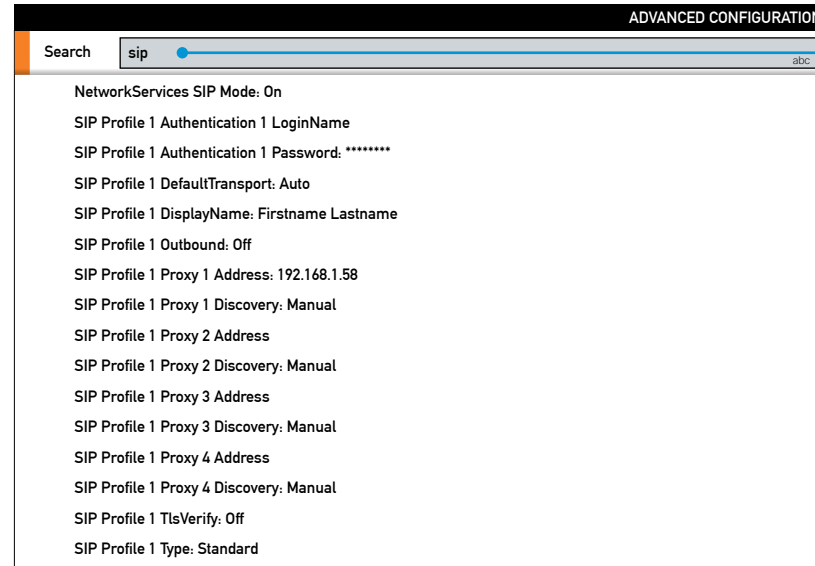 ADVANCED CONFIGURATION
Search sip
abc
NetworkServices SIP Mode: On
SIP Profile 1 Authentication 1 LoginName
SIP Profile 1 Authentication 1 Password: ********
SIP Profile 1 DefaultTransport: Auto
SIP Profile 1 DisplayName: Firstname Lastname
SIP Profile 1 Outbound: Off
SIP Profile 1 Proxy 1 Address: 192.168.1.58
SIP Profile 1 Proxy 1 Discovery: Manual
SIP Profile 1 Proxy 2 Address
SIP Profile 1 Proxy 2 Discovery: Manual
SIP Profile 1 Proxy 3 Address
SIP Profile 1 Proxy 3 Discovery: Manual
SIP Profile 1 Proxy 4 Address
SIP Profile 1 Proxy 4 Discovery: Manual
SIP Profile 1 TlsVerify: Off
SIP Profile 1 Type: Standard